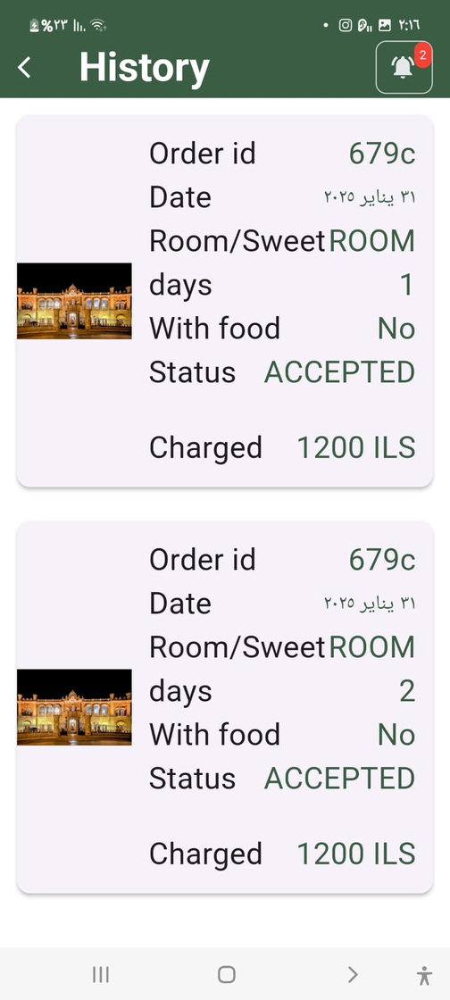 %٢٣ ٢:١٦
History 2
Order id 679c
Date ٣١ يناير ٢٠٢٥
Room/Sweet ROOM
days 1
With food No
Status ACCEPTED
Charged 1200 ILS
Order id 679c
Date ٣١ يناير ٢٠٢٥
Room/Sweet ROOM
days 2
With food No
Status ACCEPTED
Charged 1200 ILS